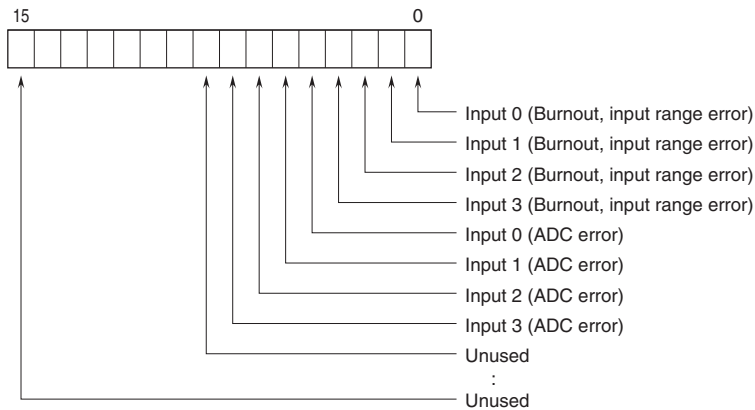 15 0
Input 0 (Burnout, input range error)
Input 1 (Burnout, input range error)
Input 2 (Burnout, input range error)
Input 3 (Burnout, input range error)
Input 0 (ADC error)
Input 1 (ADC error)
Input 2 (ADC error)
Input 3 (ADC error)
Unused
:
Unused